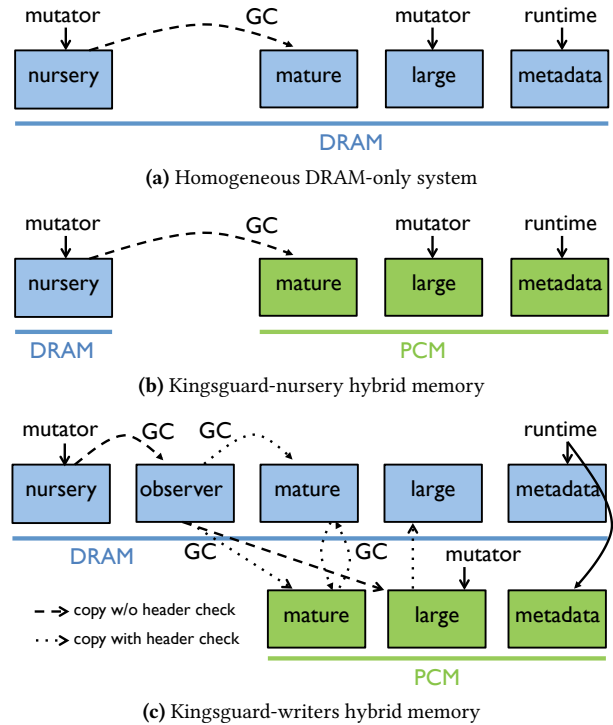 mutator GC mutator runtime
nursery mature large metadata
DRAM
(a) Homogeneous DRAM-only system
mutator GC mutator runtime
nursery mature large metadata
DRAM PCM
(b) Kingsguard-nursery hybrid memory
mutator GC GC runtime
nursery observer mature large metadata
DRAM GC GC mutator
mature large metadata
copy w/o header check
copy with header check
PCM
(c) Kingsguard-writers hybrid memory